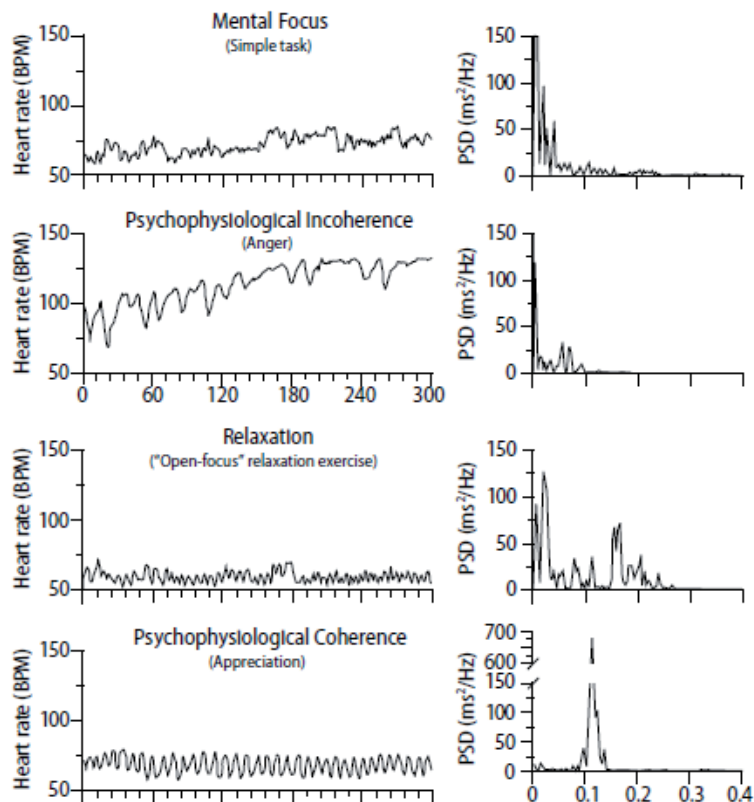 Mental Focus
(Simple task)
Heart rate (BPM)
150
100
50
PSD (ms²/Hz)
150
100
50
0
Psychophysiological Incoherence
(Anger)
Heart rate (BPM)
150
100
50
0 60 120 180 240 300
PSD (ms²/Hz)
150
100
50
0
Relaxation
("Open-focus" relaxation exercise)
Heart rate (BPM)
150
100
50
PSD (ms²/Hz)
150
100
50
0
Psychophysiological Coherence
(Appreciation)
Heart rate (BPM)
150
100
50
PSD (ms²/Hz)
700
600
150
100
50
0
0 0.1 0.2 0.3 0.4